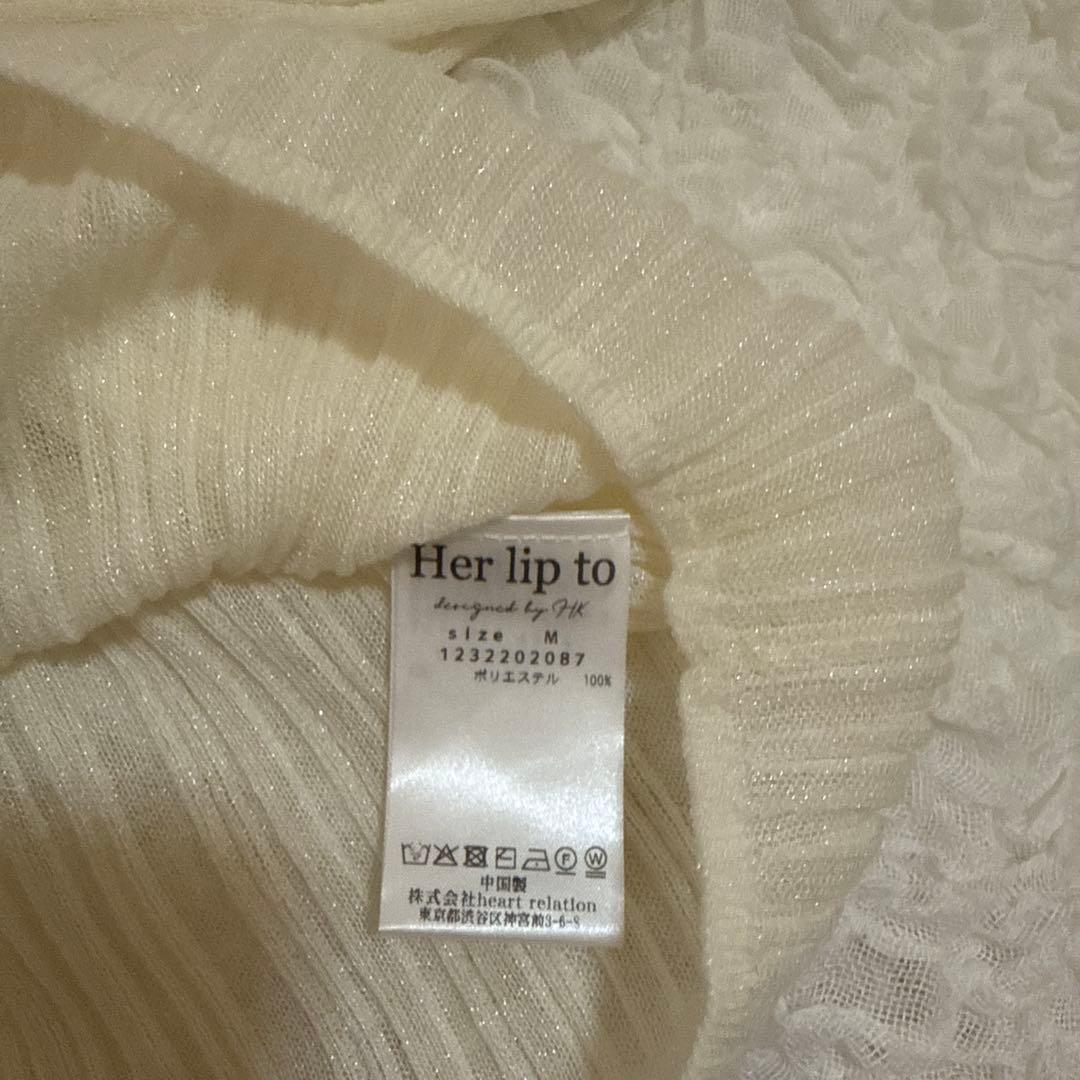 Her lip to
designed by HK
size M
1232202087
ポリエステル 100%
中国製
株式会社heart relation
東京都渋谷区神宮前3-6-8